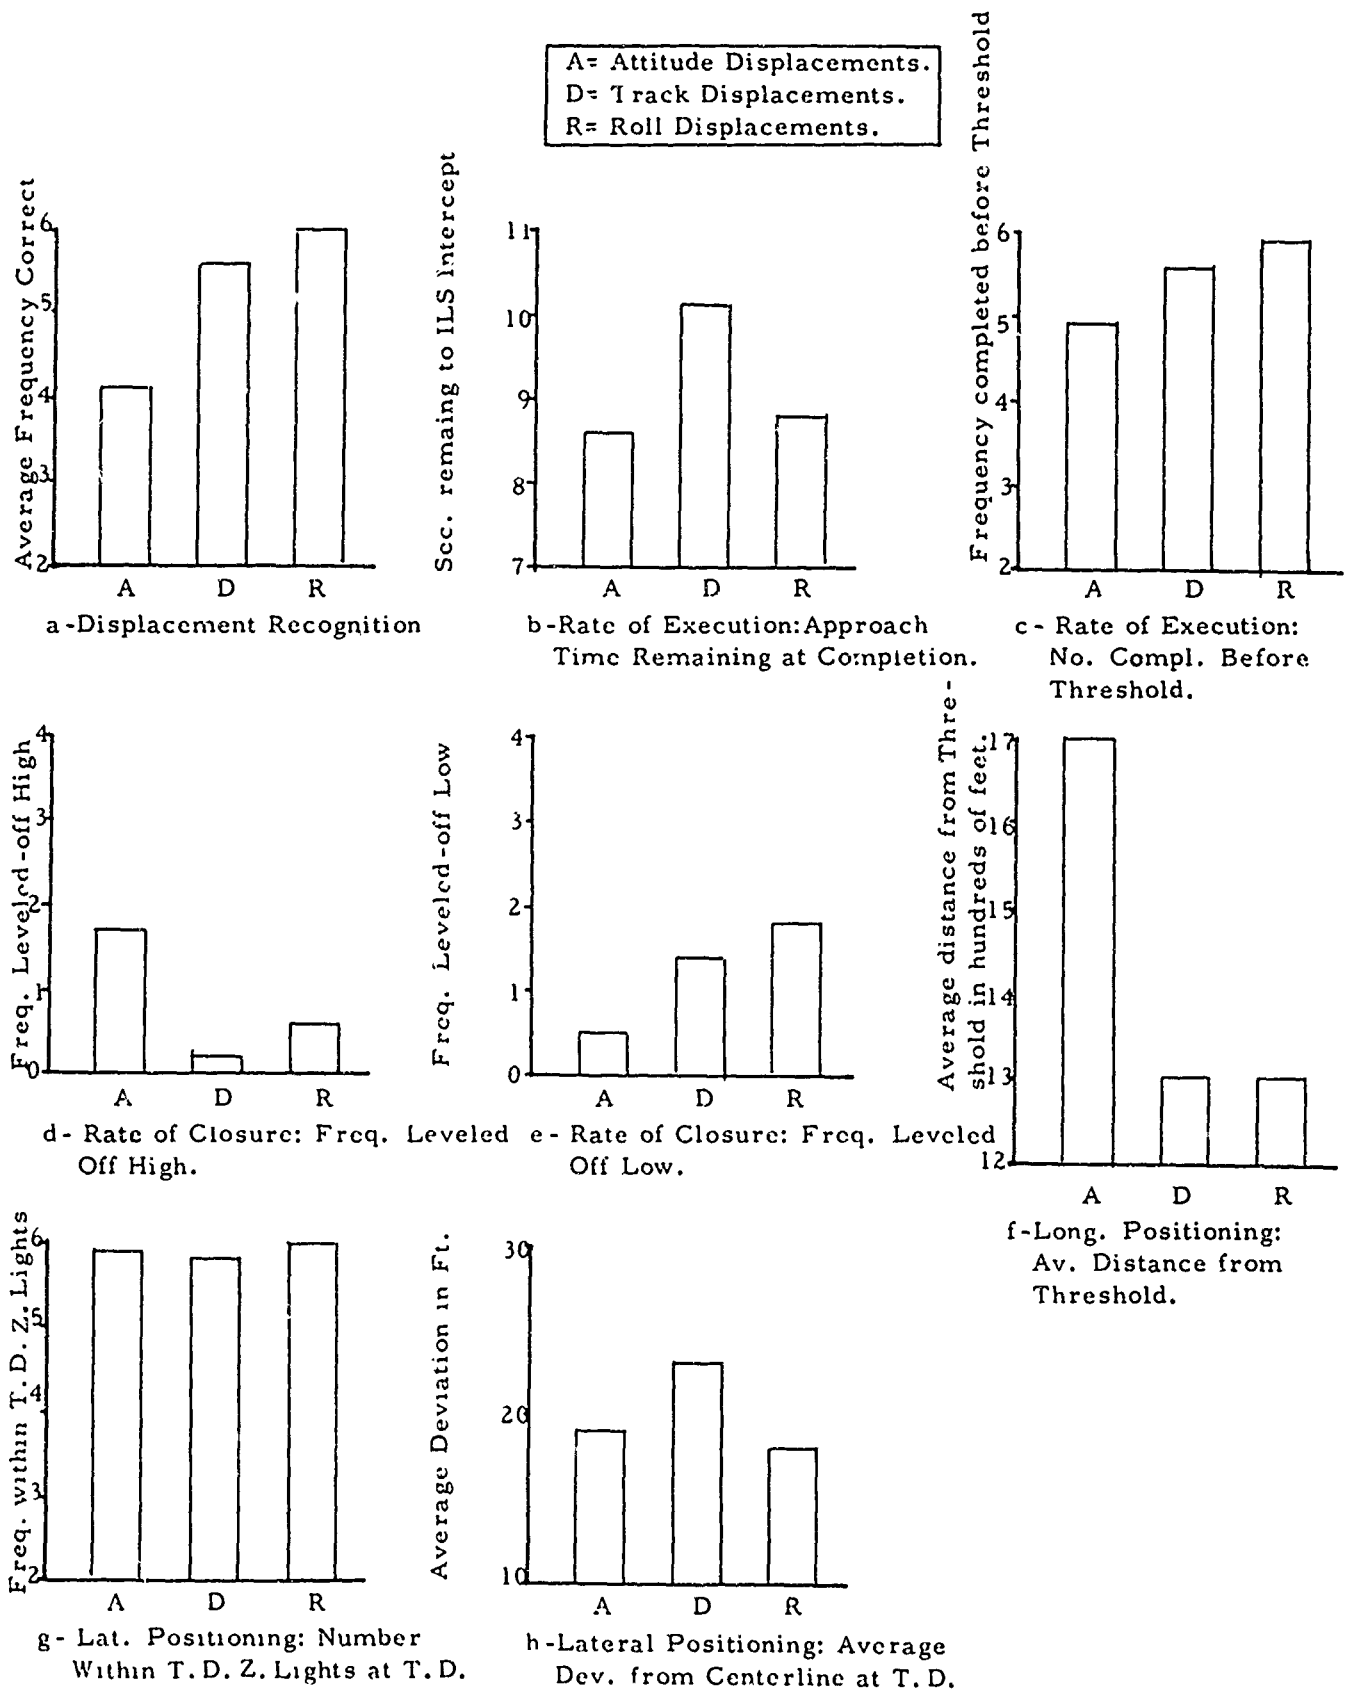 A= Attitude Displacements.
D= Track Displacements.
R= Roll Displacements.
Average Frequency Correct
6
5
4
3
2
A D R
a-Displacement Recognition
Sec. remaing to ILS Intercept
11
10
9
8
7
A D R
b-Rate of Execution:Approach
Time Remaining at Completion.
Frequency completed before Threshold
6
5
4
3
2
A D R
c- Rate of Execution:
No. Compl. Before
Threshold.
Freq. Leveled-off High
4
3
2
1
0
A D R
d- Rate of Closure: Freq. Leveled
Off High.
Freq. Leveled-off Low
4
3
2
1
0
A D R
e- Rate of Closure: Freq. Leveled
Off Low.
Average distance from Thre-
shold in hundreds of feet.
17
16
15
14
13
12
A D R
f-Long. Positioning:
Av. Distance from
Threshold.
Freq. within T.D.Z. Lights
6
5
4
3
2
A D R
g- Lat. Positioning: Number
Within T.D.Z. Lights at T.D.
Average Deviation in Ft.
30
20
10
A D R
h-Lateral Positioning: Average
Dev. from Centerline at T.D.